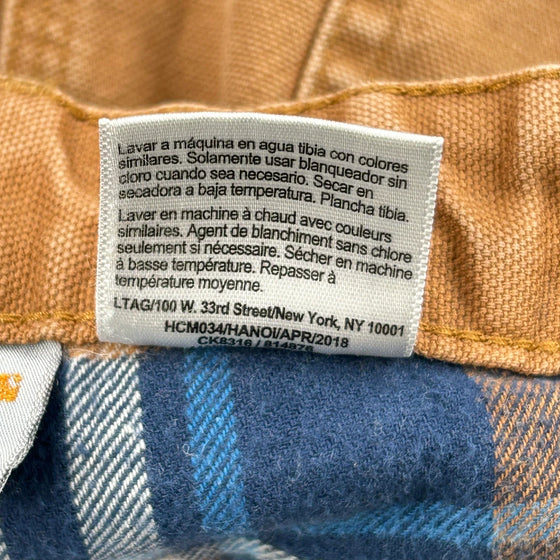 Lavar a máquina en agua tibia con colores
similares. Solamente usar blanqueador sin
cloro cuando sea necesario. Secar en
secadora a baja temperatura. Plancha tibia.
Laver en machine à chaud avec couleurs
similaires. Agent de blanchiment sans chlore
seulement si nécessaire. Sécher en machine
à basse température. Repasser à
température moyenne.
LTAG/100 W. 33rd Street/New York, NY 10001
HCM034/HANOI/APR/2018
CK8316 / 814878